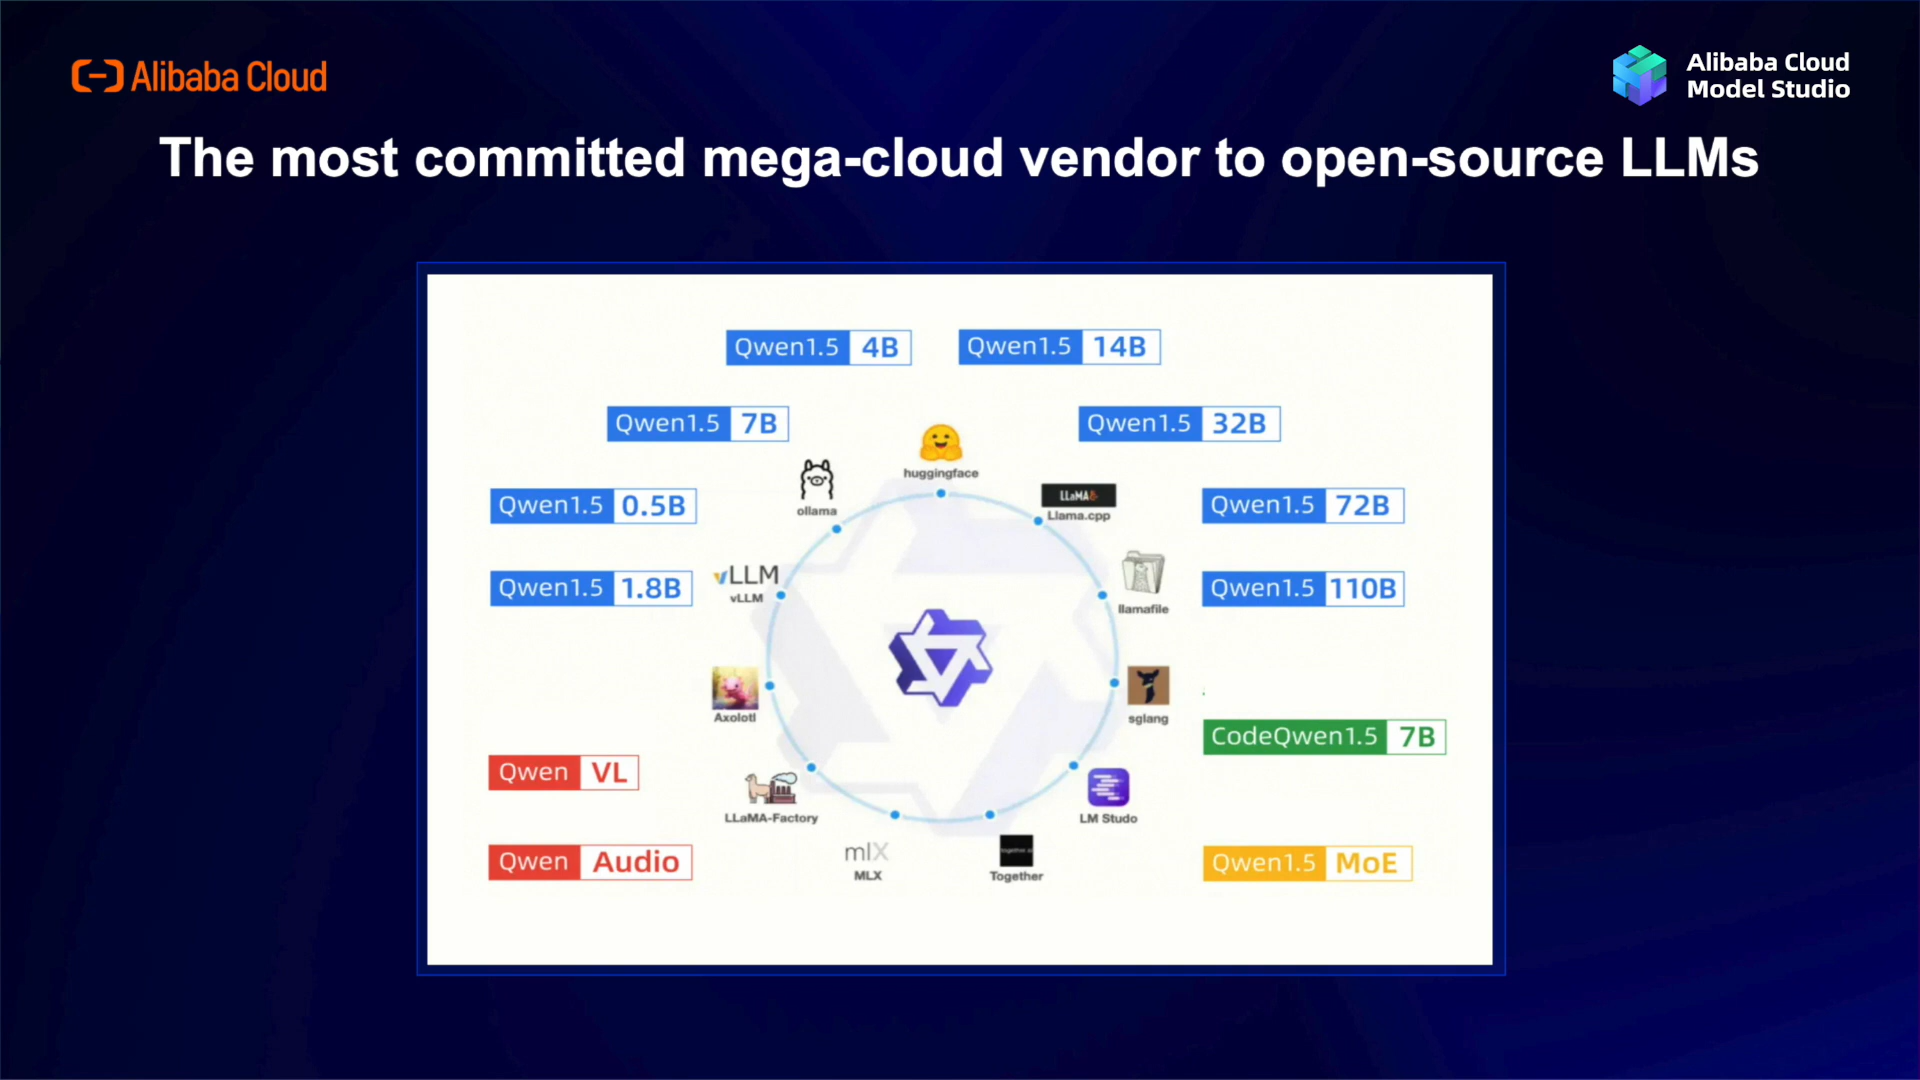 Alibaba Cloud
Alibaba Cloud
Model Studio
The most committed mega-cloud vendor to open-source LLMs
Qwen1.5 4B
Qwen1.5 14B
Qwen1.5 7B
Qwen1.5 32B
huggingface
ollama
LLaMA
Llama.cpp
Qwen1.5 0.5B
Qwen1.5 72B
vLLM
vLLM
Qwen1.5 1.8B
llamafile
Qwen1.5 110B
Axolotl
sglang
CodeQwen1.5 7B
Qwen VL
LLaMA-Factory
LM Studo
mlX
MLX
together.ai
Together
Qwen Audio
Qwen1.5 MoE